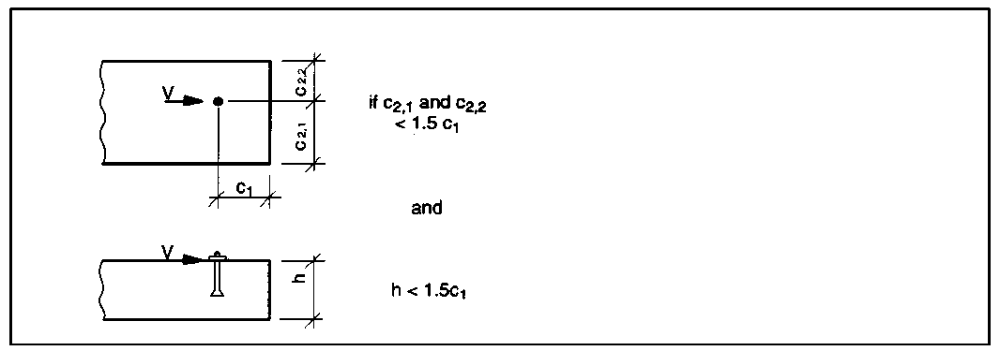 V
c2,2
c2,1
c1
if c2,1 and c2,2
< 1.5 c1
and
V
h
h < 1.5c1